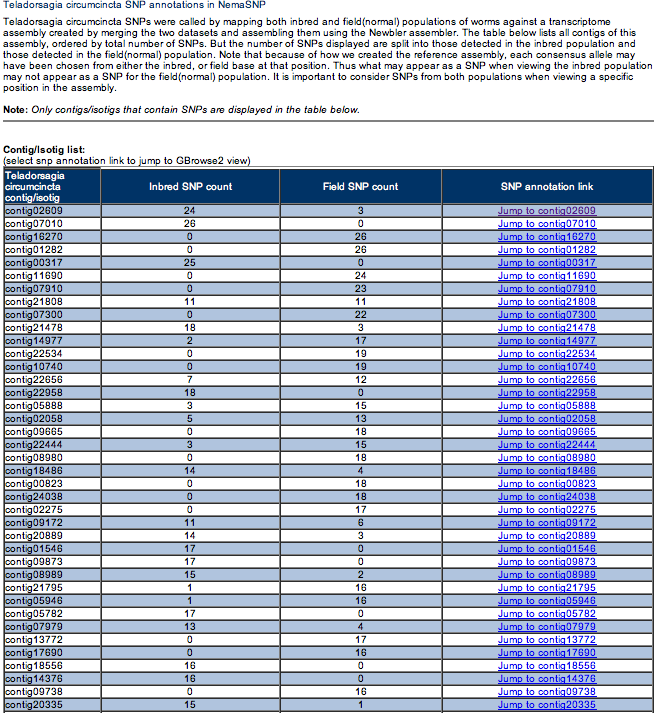 Teladorsagia circumcincta SNP annotations in NemaSNP
Teladorsagia circumcincta SNPs were called by mapping both inbred and field(normal) populations of worms against a transcriptome
assembly created by merging the two datasets and assembling them using the Newbler assembler. The table below lists all contigs of this
assembly, ordered by total number of SNPs. But the number of SNPs displayed are split into those detected in the inbred population and
those detected in the field(normal) population. Note that because of how we created the reference assembly, each consensus allele may
have been chosen from either the inbred, or field base at that position. Thus what may appear as a SNP when viewing the inbred population
may not appear as a SNP for the field(normal) population. It is important to consider SNPs from both populations when viewing a specific
position in the assembly.
Note: Only contigs/isotigs that contain SNPs are displayed in the table below.
Contig/Isotig list:
(select snp annotation link to jump to GBrowse2 view)
Teladorsagia
circumcincta
contig/isotig
Inbred SNP count
Field SNP count
SNP annotation link
contig02609 24 3 Jump to contig02609
contig07010 26 0 Jump to contig07010
contig16270 0 26 Jump to contig16270
contig01282 0 26 Jump to contig01282
contig00317 25 0 Jump to contig00317
contig11690 0 24 Jump to contig11690
contig07910 0 23 Jump to contig07910
contig21808 11 11 Jump to contig21808
contig07300 0 22 Jump to contig07300
contig21478 18 3 Jump to contig21478
contig14977 2 17 Jump to contig14977
contig22534 0 19 Jump to contig22534
contig10740 0 19 Jump to contig10740
contig22656 7 12 Jump to contig22656
contig22958 18 0 Jump to contig22958
contig05888 3 15 Jump to contig05888
contig02058 5 13 Jump to contig02058
contig09665 0 18 Jump to contig09665
contig22444 3 15 Jump to contig22444
contig08980 0 18 Jump to contig08980
contig18486 14 4 Jump to contig18486
contig00823 0 18 Jump to contig00823
contig24038 0 18 Jump to contig24038
contig02275 0 17 Jump to contig02275
contig09172 11 6 Jump to contig09172
contig20889 14 3 Jump to contig20889
contig01546 17 0 Jump to contig01546
contig09873 17 0 Jump to contig09873
contig08989 15 2 Jump to contig08989
contig21795 1 16 Jump to contig21795
contig05946 1 16 Jump to contig05946
contig05782 17 0 Jump to contig05782
contig07979 13 4 Jump to contig07979
contig13772 0 17 Jump to contig13772
contig17690 0 16 Jump to contig17690
contig18556 16 0 Jump to contig18556
contig14376 16 0 Jump to contig14376
contig09738 0 16 Jump to contig09738
contig20335 15 1 Jump to contig20335